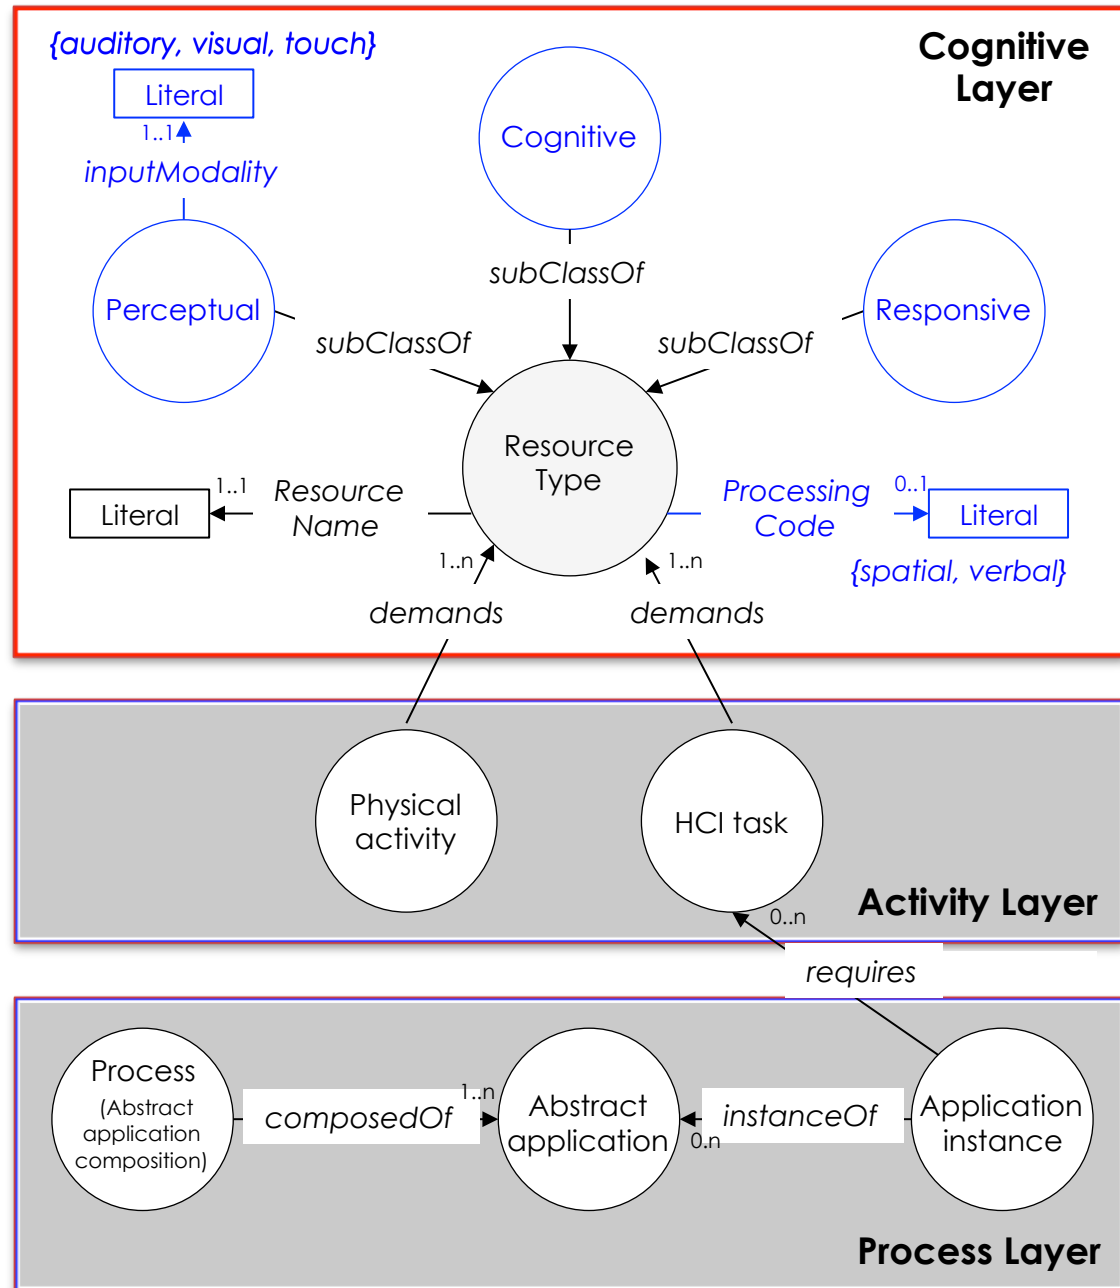 {auditory, visual, touch}
Cognitive
Layer
Literal
1..1
inputModality
Cognitive
Perceptual
subClassOf
Responsive
subClassOf
subClassOf
Resource
Type
Literal
1..1
Resource
Name
Processing
Code
0..1
Literal
{spatial, verbal}
1..n
1..n
demands
demands
Physical
activity
HCI task
Activity Layer
0..n
requires
Process
(Abstract
application
composition)
composedOf
1..n
Abstract
application
0.n
instanceOf
Application
instance
Process Layer